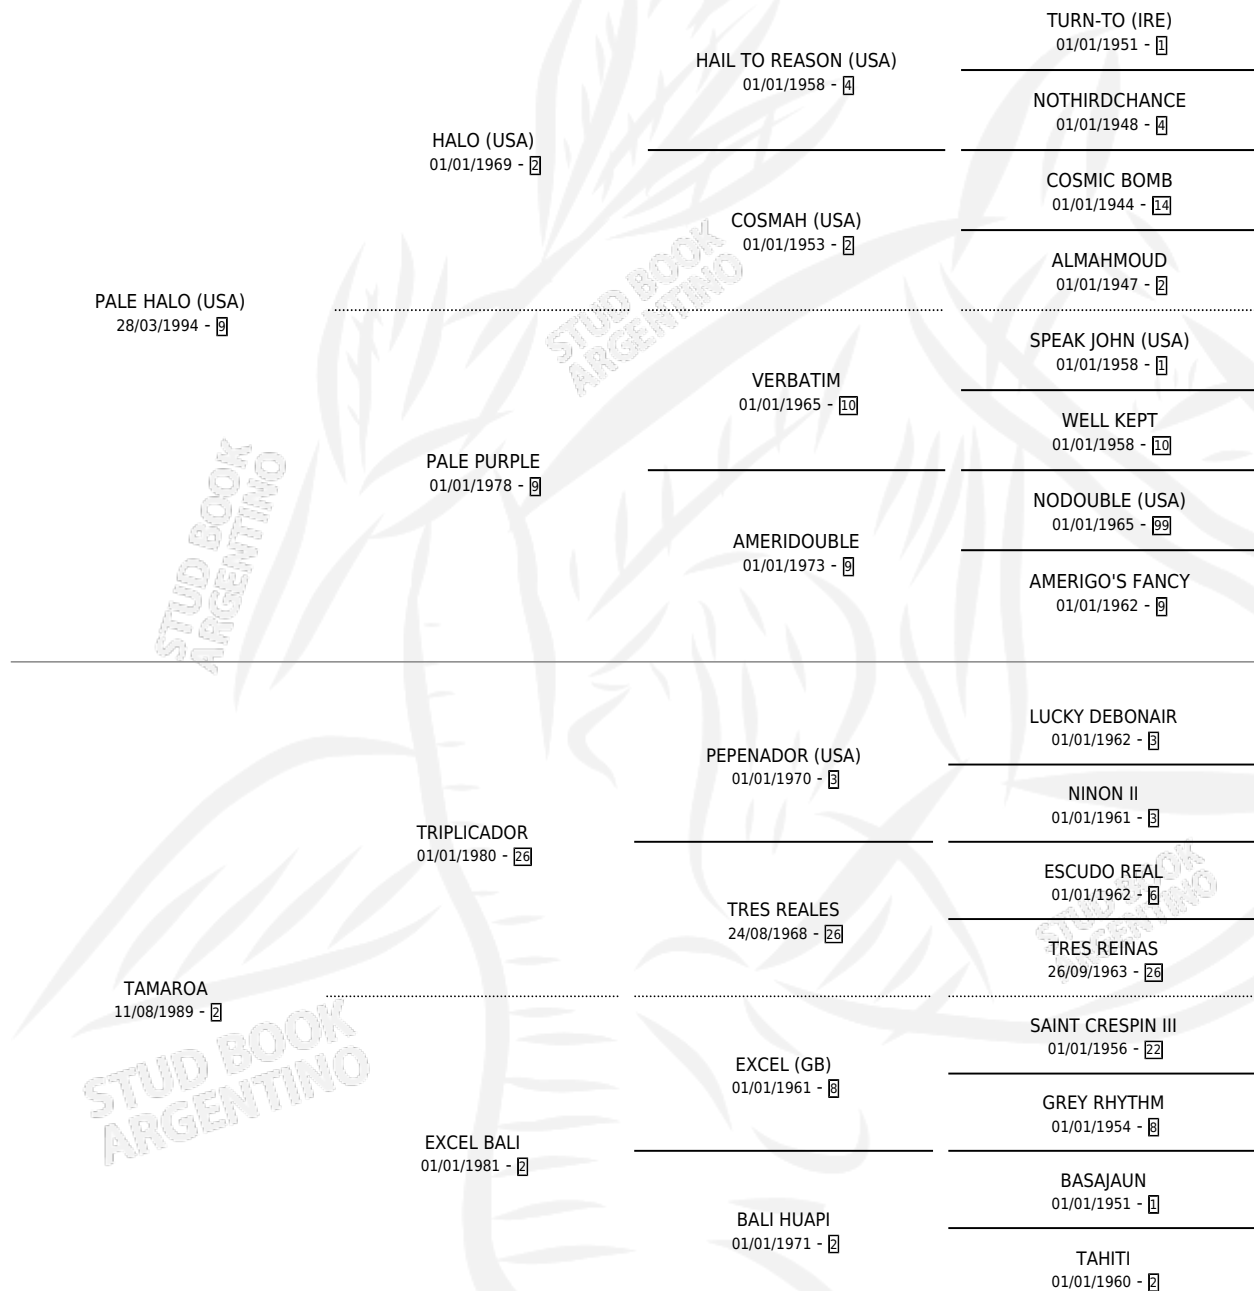 TURN-TO (IRE)
01/01/1951 - 1
HAIL TO REASON (USA)
01/01/1958 - 4
NOTHIRDCHANCE
01/01/1948 - 4
HALO (USA)
01/01/1969 - 2
COSMIC BOMB
01/01/1944 - 14
COSMAH (USA)
01/01/1953 - 2
ALMAHMOUD
01/01/1947 - 2
PALE HALO (USA)
28/03/1994 - 9
STUD BOOK
ARGENTINO
SPEAK JOHN (USA)
01/01/1958 - 1
VERBATIM
01/01/1965 - 10
WELL KEPT
01/01/1958 - 10
PALE PURPLE
01/01/1978 - 9
NODOUBLE (USA)
01/01/1965 - 99
AMERIDOUBLE
01/01/1973 - 9
AMERIGO'S FANCY
01/01/1962 - 9
STUD BOOK
ARGENTINO
LUCKY DEBONAIR
01/01/1962 - 3
PEPENADOR (USA)
01/01/1970 - 3
NINON II
01/01/1961 - 3
TRIPLICADOR
01/01/1980 - 26
ESCUDO REAL
01/01/1962 - 6
TRES REALES
24/08/1968 - 26
STUD BOOK
ARGENTINO
TRES REINAS
26/09/1963 - 26
TAMAROA
11/08/1989 - 2
SAINT CRESPIN III
01/01/1956 - 22
STUD BOOK
ARGENTINO
EXCEL (GB)
01/01/1961 - 8
GREY RHYTHM
01/01/1954 - 8
EXCEL BALI
01/01/1981 - 2
BASAJAUN
01/01/1951 - 1
BALI HUAPI
01/01/1971 - 2
TAHITI
01/01/1960 - 2